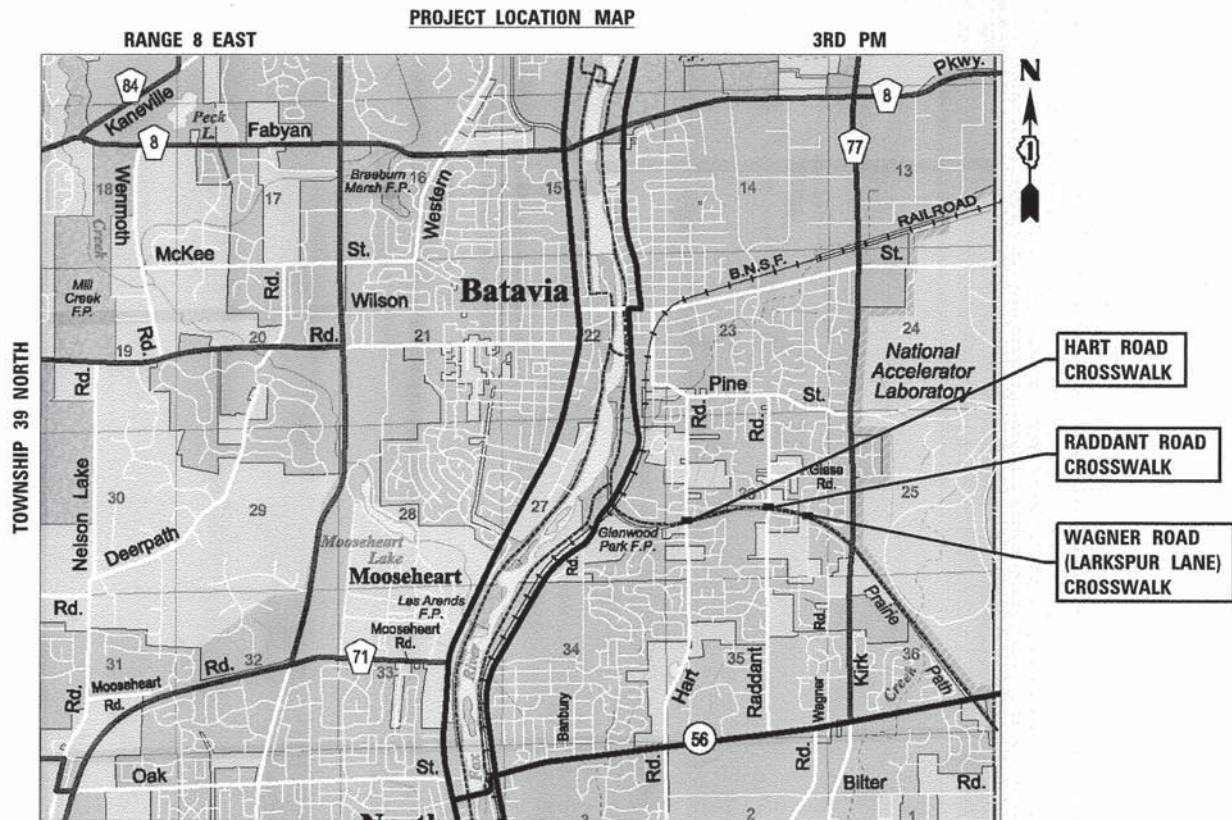 PROJECT LOCATION MAP
RANGE 8 EAST
3RD PM
N
TOWNSHIP 39 NORTH
84
Kaneville
8
Peck
L.
Fabyan
Pkwy.
8
77
18
Wenmoth
Creek
17
Braeburn
Marsh F.P.
16
Western
15
14
13
RAILROAD
B.N.S.F.
St.
McKee
St.
Mill
Creek
F.P.
Rd.
Wilson
Batavia
19
Rd.
20
Rd.
21
22
23
24
National
Accelerator
Laboratory
HART ROAD
CROSSWALK
Pine
St.
Rd.
Rd.
Rd.
Nelson Lake
30
29
28
27
Giese
Rd.
25
RADDANT ROAD
CROSSWALK
Deerpath
Mooseheart
Lake
Mooseheart
Glenwood
Park F.P.
Rd.
WAGNER ROAD
(LARKSPUR LANE)
CROSSWALK
Les Arends
F.P.
Mooseheart
Rd.
Rd.
Prairie
Path
Rd.
31
Mooseheart
Rd.
Rd.
32
71
33
Fox
River
34
Banbury
Hart
35
Raddant
Wagner
Kirk
Creek
36
Rd.
56
Oak
St.
Rd.
Rd.
Bilter
Rd.
3
2
1